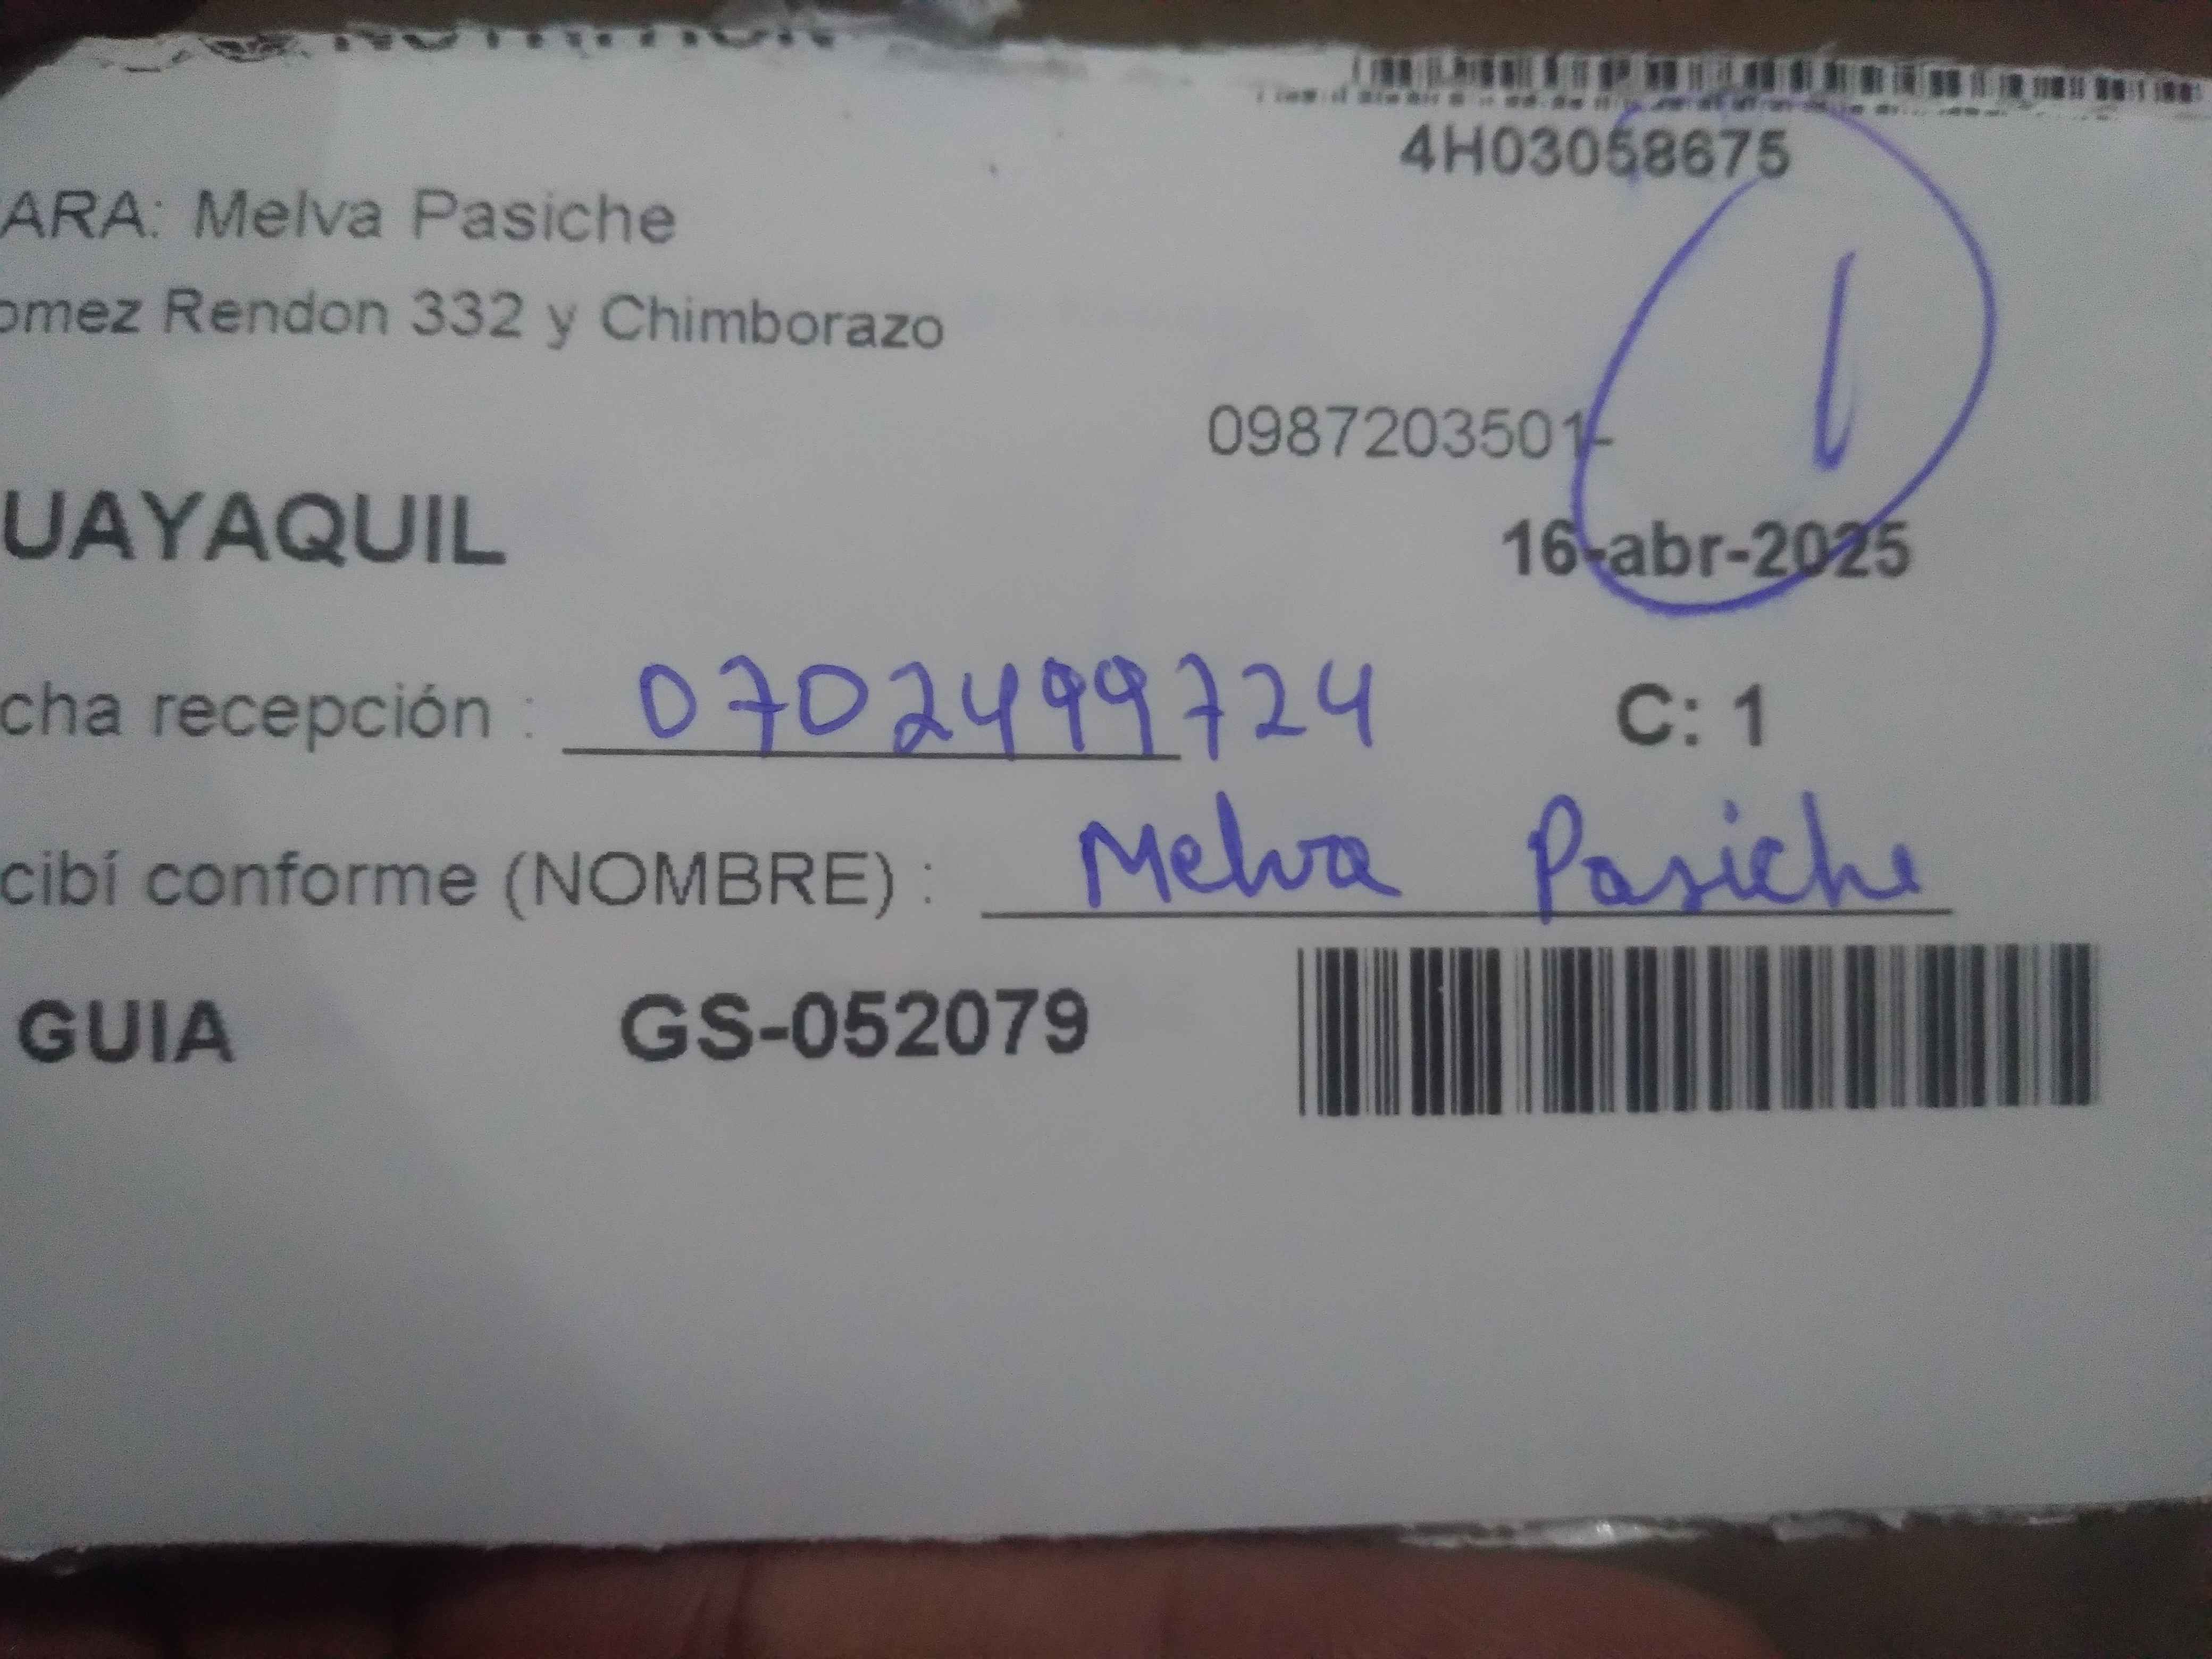 4H03058675
ARA: Melva Pasiche
omez Rendon 332 y Chimborazo
0987203501-
1
UAYAQUIL
16-abr-2025
cha recepción : 0702499724 C: 1
cibí conforme (NOMBRE) : Melva Pasiche
GUIA GS-052079